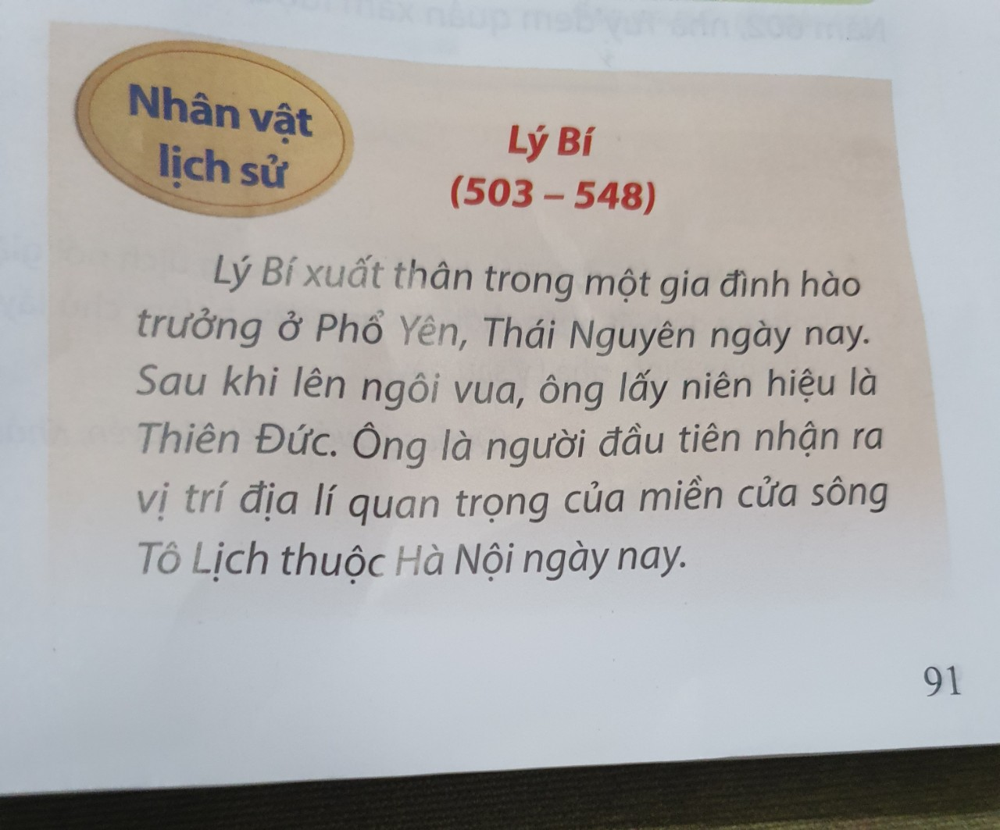 Nhân vật
lịch sử
Lý Bí
(503 – 548)
Lý Bí xuất thân trong một gia đình hào
trưởng ở Phổ Yên, Thái Nguyên ngày nay.
Sau khi lên ngôi vua, ông lấy niên hiệu là
Thiên Đức. Ông là người đầu tiên nhận ra
vị trí địa lí quan trọng của miền cửa sông
Tô Lịch thuộc Hà Nội ngày nay.
91